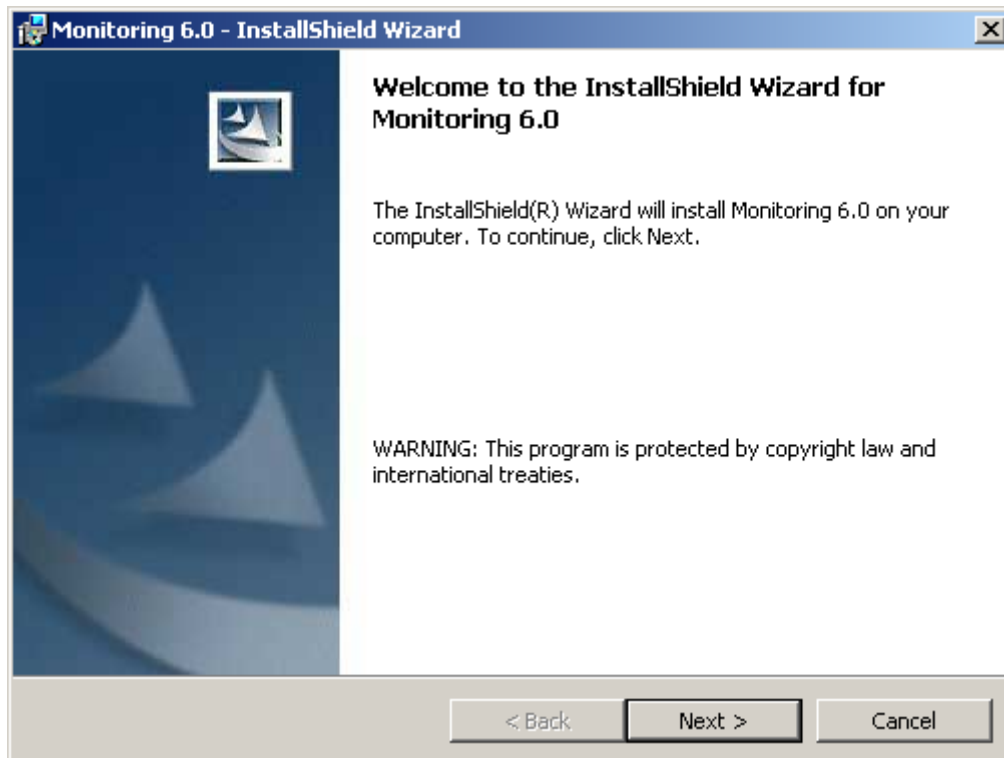 Monitoring 6.0 - InstallShield Wizard
Welcome to the InstallShield Wizard for
Monitoring 6.0
The InstallShield(R) Wizard will install Monitoring 6.0 on your
computer. To continue, click Next.
WARNING: This program is protected by copyright law and
international treaties.
< Back
Next >
Cancel